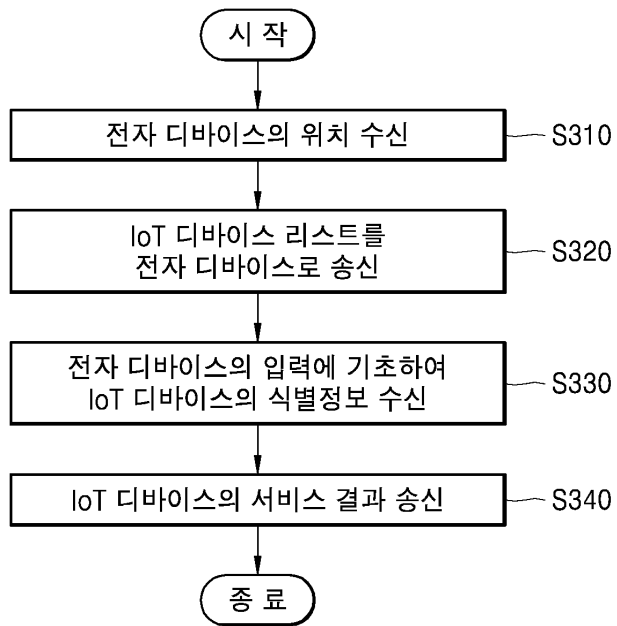 시 작
전자 디바이스의 위치 수신
S310
IoT 디바이스 리스트를
전자 디바이스로 송신
S320
전자 디바이스의 입력에 기초하여
IoT 디바이스의 식별정보 수신
S330
IoT 디바이스의 서비스 결과 송신
S340
종 료